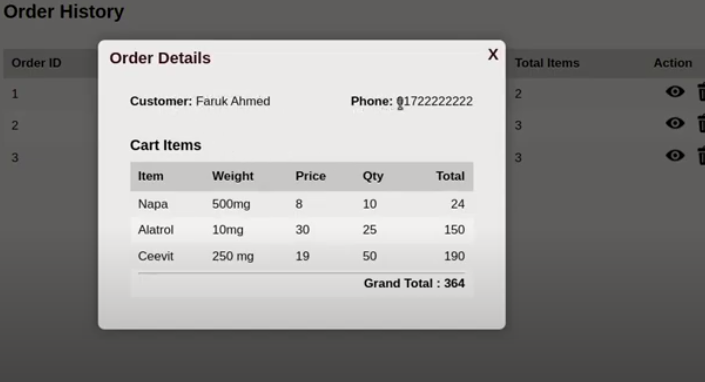 Order History
Order ID Total Items Action
Order Details X
Customer: Faruk Ahmed Phone: 01722222222
Cart Items
Item Weight Price Qty Total
Napa 500mg 8 10 24
Alatrol 10mg 30 25 150
Ceevit 250 mg 19 50 190
Grand Total : 364
1 2
2 3
3 3